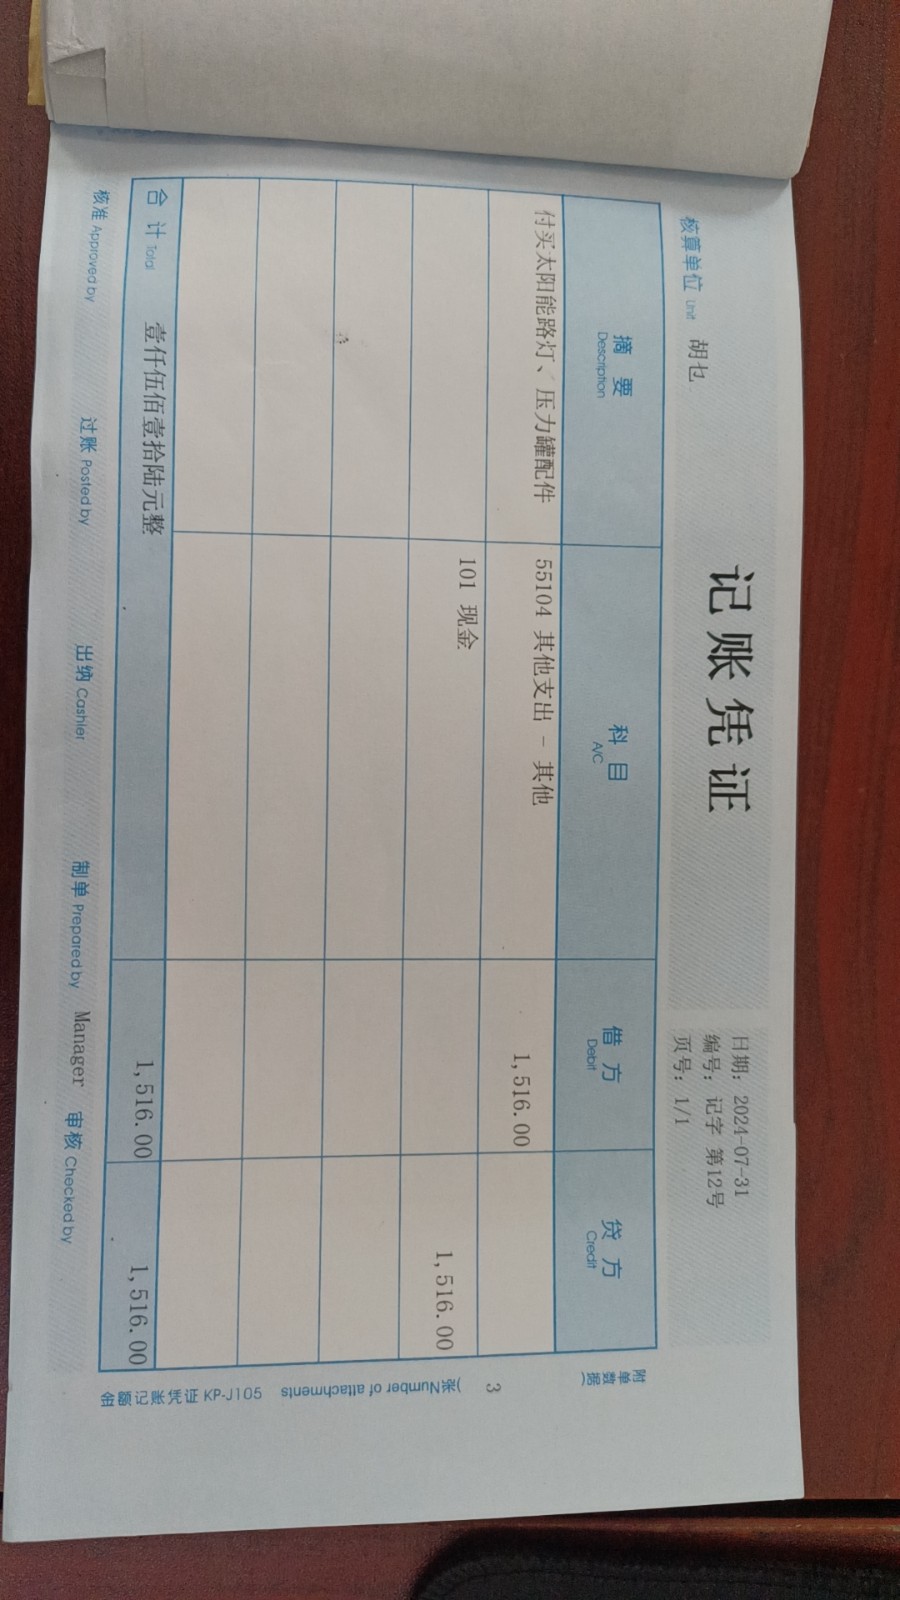 记账凭证
日期: 2024-07-31
编号: 记字 第12号
核算单位 Unit 胡屯
页号: 1/1
摘要 Description 科目 A/C 借方 Debit 贷方 Credit
付买太阳能路灯、压力罐配件 55104 其他支出 - 其他 1,516.00
101 现金 1,516.00
合计 Total 壹仟伍佰壹拾陆元整 1,516.00 1,516.00
核准 Approved by 过账 Posted by 出纳 Cashier 制单 Prepared by Manager 审核 Checked by
附单数据( 3 )张 Number of attachments
金额记账凭证 KP-J105